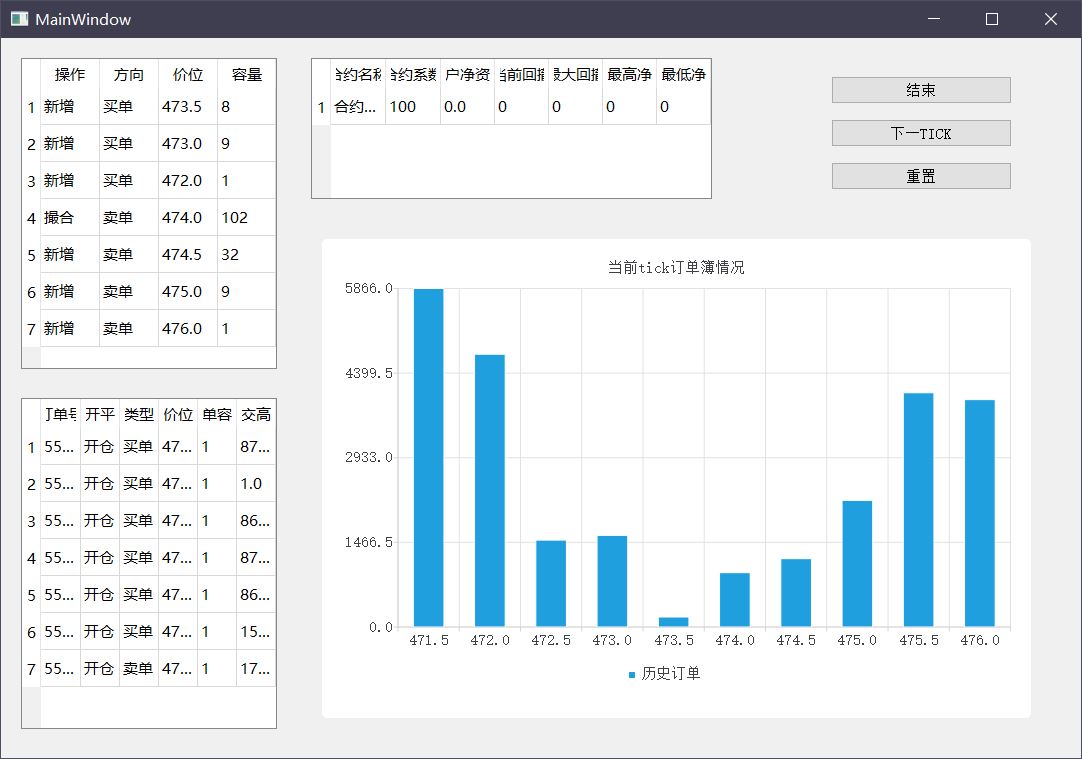 MainWindow
操作 方向 价位 容量
1 新增 买单 473.5 8
2 新增 买单 473.0 9
3 新增 买单 472.0 1
4 撮合 卖单 474.0 102
5 新增 卖单 474.5 32
6 新增 卖单 475.0 9
7 新增 卖单 476.0 1
单号 开平 类型 价位 单容 交高
1 55... 开仓 买单 47... 1 87...
2 55... 开仓 买单 47... 1 1.0
3 55... 开仓 买单 47... 1 86...
4 55... 开仓 买单 47... 1 87...
5 55... 开仓 买单 47... 1 86...
6 55... 开仓 买单 47... 1 15...
7 55... 开仓 卖单 47... 1 17...
合约名称 合约系数 户净资 当前回撤 最大回撤 最高净 最低净
1 合约... 100 0.0 0 0 0 0
结束
下一TICK
重置
当前tick订单簿情况
5866.0
4399.5
2933.0
1466.5
0.0
471.5 472.0 472.5 473.0 473.5 474.0 474.5 475.0 475.5 476.0
历史订单